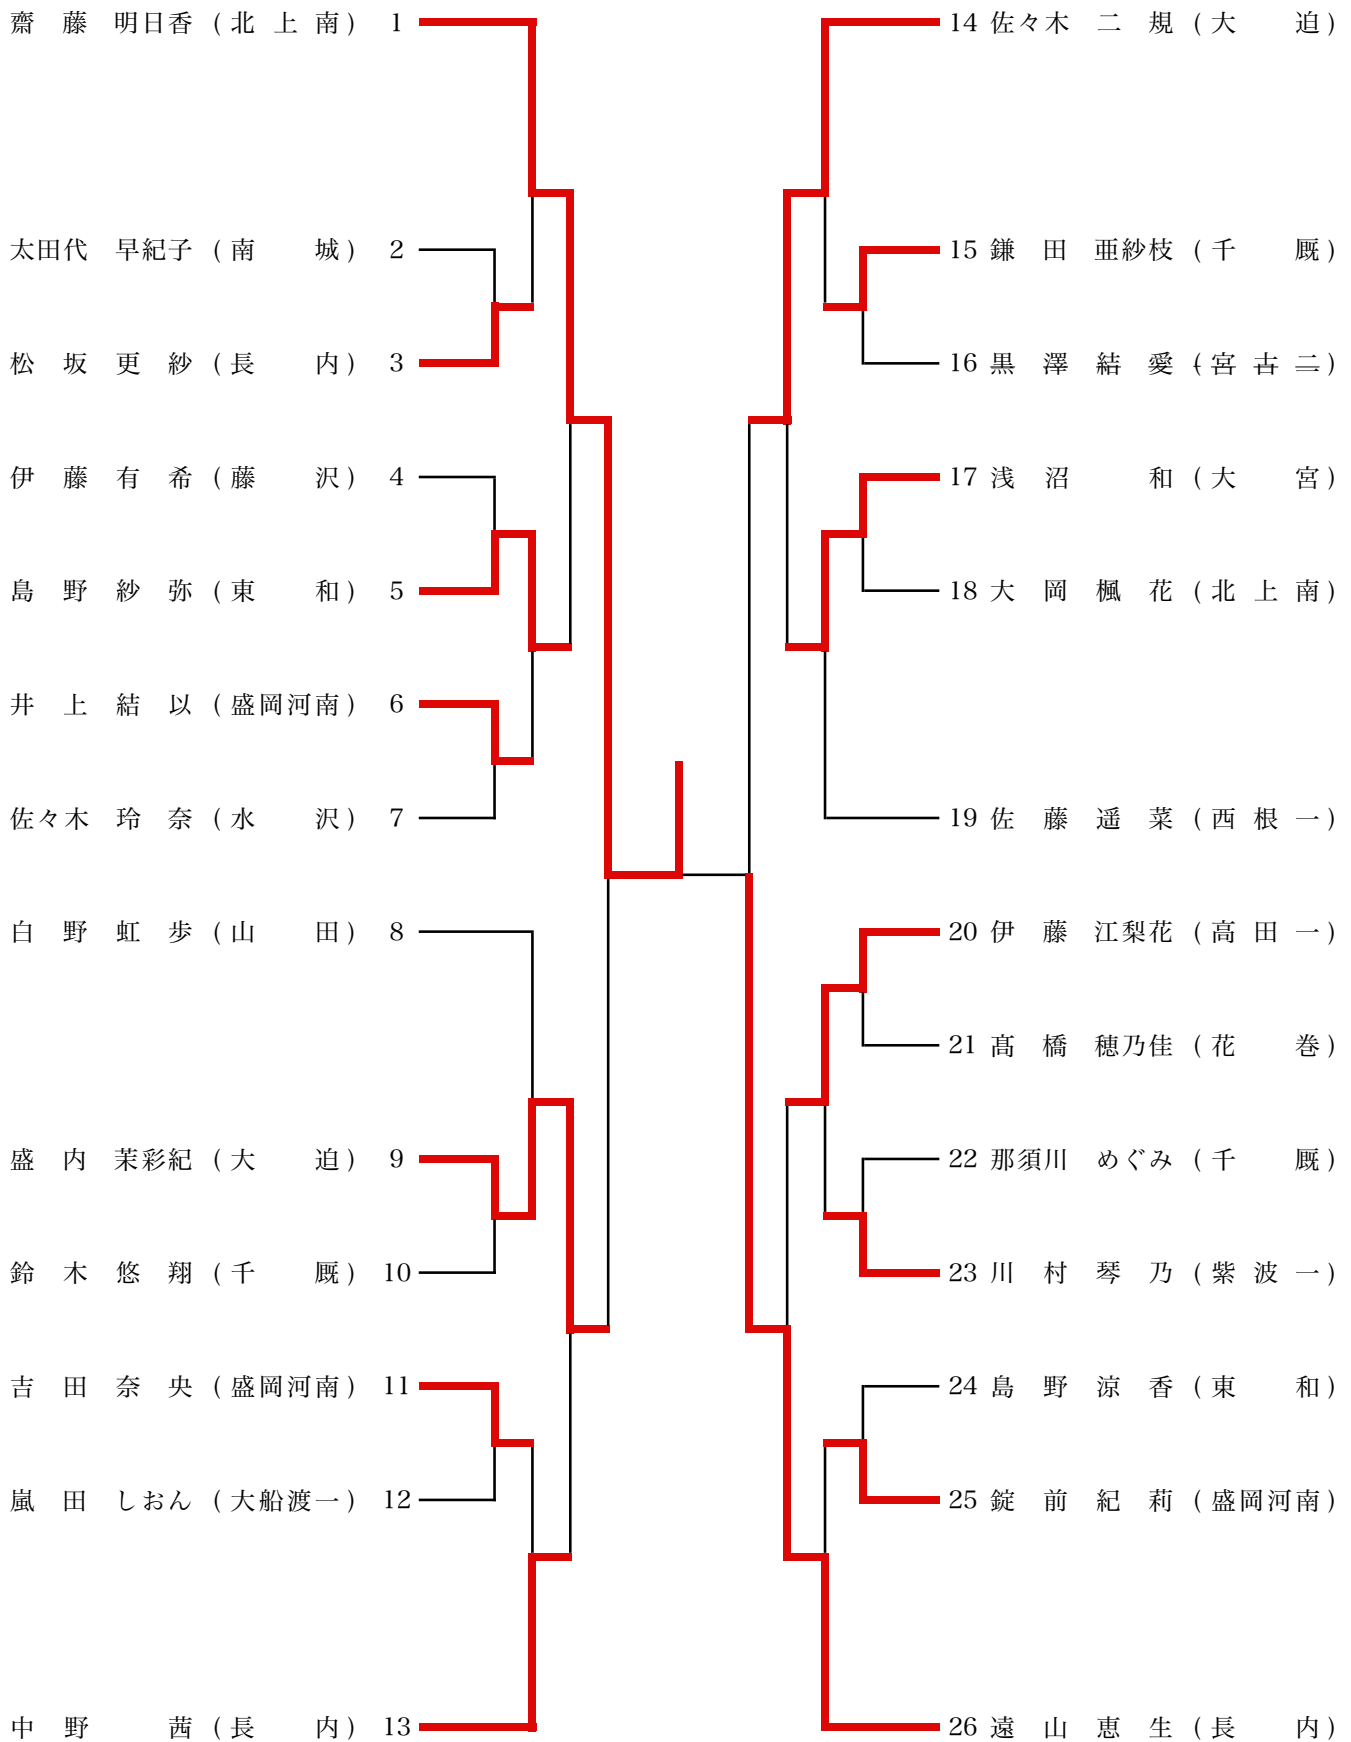 齋藤 明日香 (北上南) 1
太田代 早紀子 (南城) 2
松坂 更紗 (長内) 3
伊藤 有希 (藤沢) 4
島野 紗弥 (東和) 5
井上 結以 (盛岡河南) 6
佐々木 玲奈 (水沢) 7
白野 虹歩 (山田) 8
盛内 茉彩紀 (大迫) 9
鈴木 悠翔 (千厩) 10
吉田 奈央 (盛岡河南) 11
嵐田 しおん (大船渡一) 12
中野 茜 (長内) 13
14 佐々木 二規 (大迫)
15 鎌田 亜紗枝 (千厩)
16 黒澤 結愛 (宮古二)
17 浅沼 和 (大宮)
18 大岡 楓花 (北上南)
19 佐藤 遥菜 (西根一)
20 伊藤 江梨花 (高田一)
21 髙橋 穂乃佳 (花巻)
22 那須川 めぐみ (千厩)
23 川村 琴乃 (紫波一)
24 島野 涼香 (東和)
25 錠前 紀莉 (盛岡河南)
26 遠山 恵生 (長内)